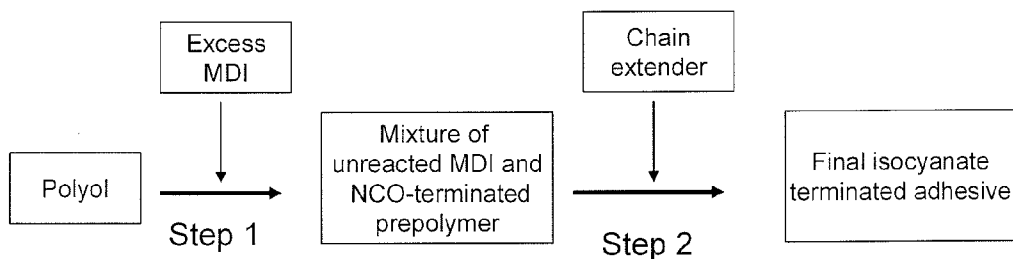 Excess
MDI
Chain
extender
Polyol
Step 1
Mixture of
unreacted MDI and
NCO-terminated
prepolymer
Step 2
Final isocyanate
terminated adhesive